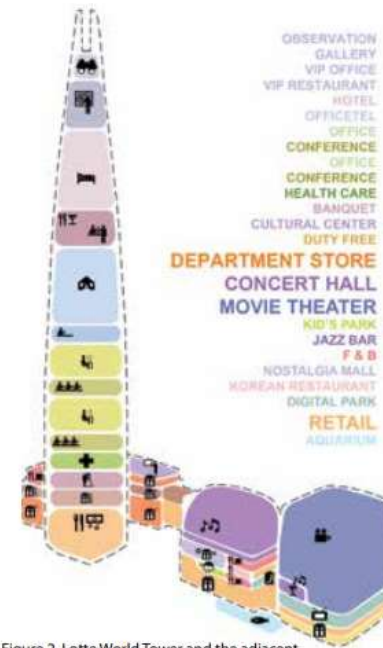 OBSERVATION
GALLERY
VIP OFFICE
VIP RESTAURANT
HOTEL
OFFICETEL
OFFICE
CONFERENCE
OFFICE
CONFERENCE
HEALTH CARE
BANQUET
CULTURAL CENTER
DUTY FREE
DEPARTMENT STORE
CONCERT HALL
MOVIE THEATER
KID'S PARK
JAZZ BAR
F & B
NOSTALGIA MALL
KOREAN RESTAURANT
DIGITAL PARK
RETAIL
AQUARIUM
Lotte World Tower and the adjacent